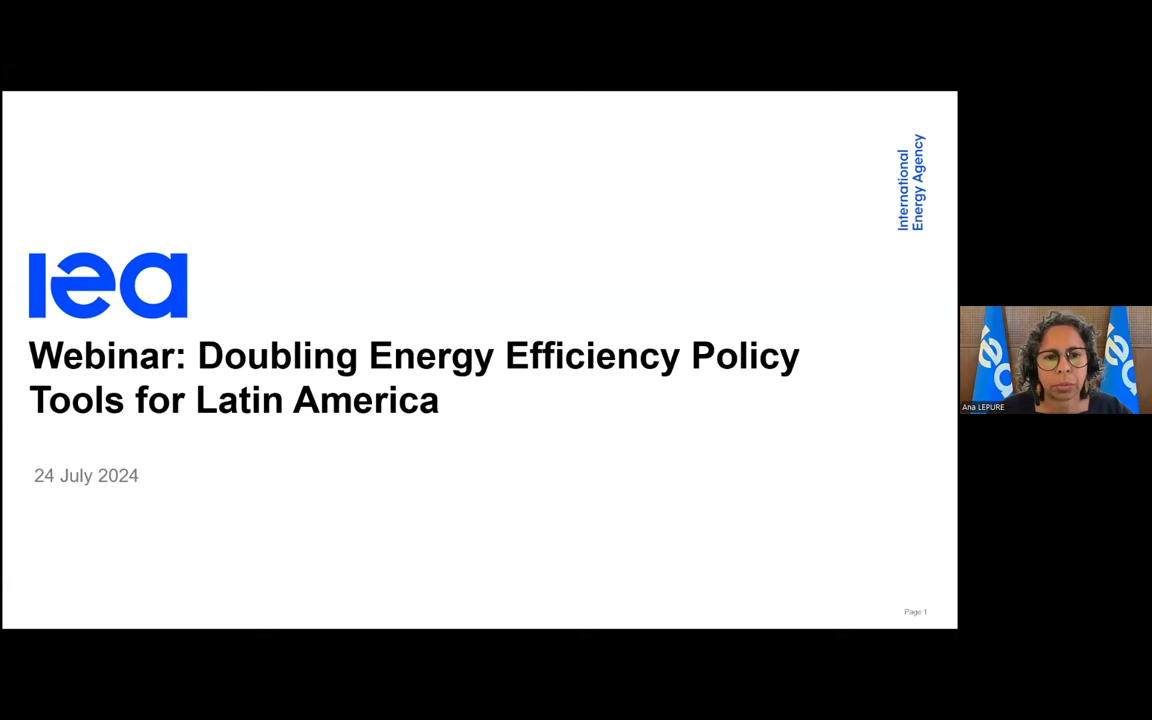 International
Energy Agency
iea
Webinar: Doubling Energy Efficiency Policy
Tools for Latin America
24 July 2024
Page 1
Ana LEPURE